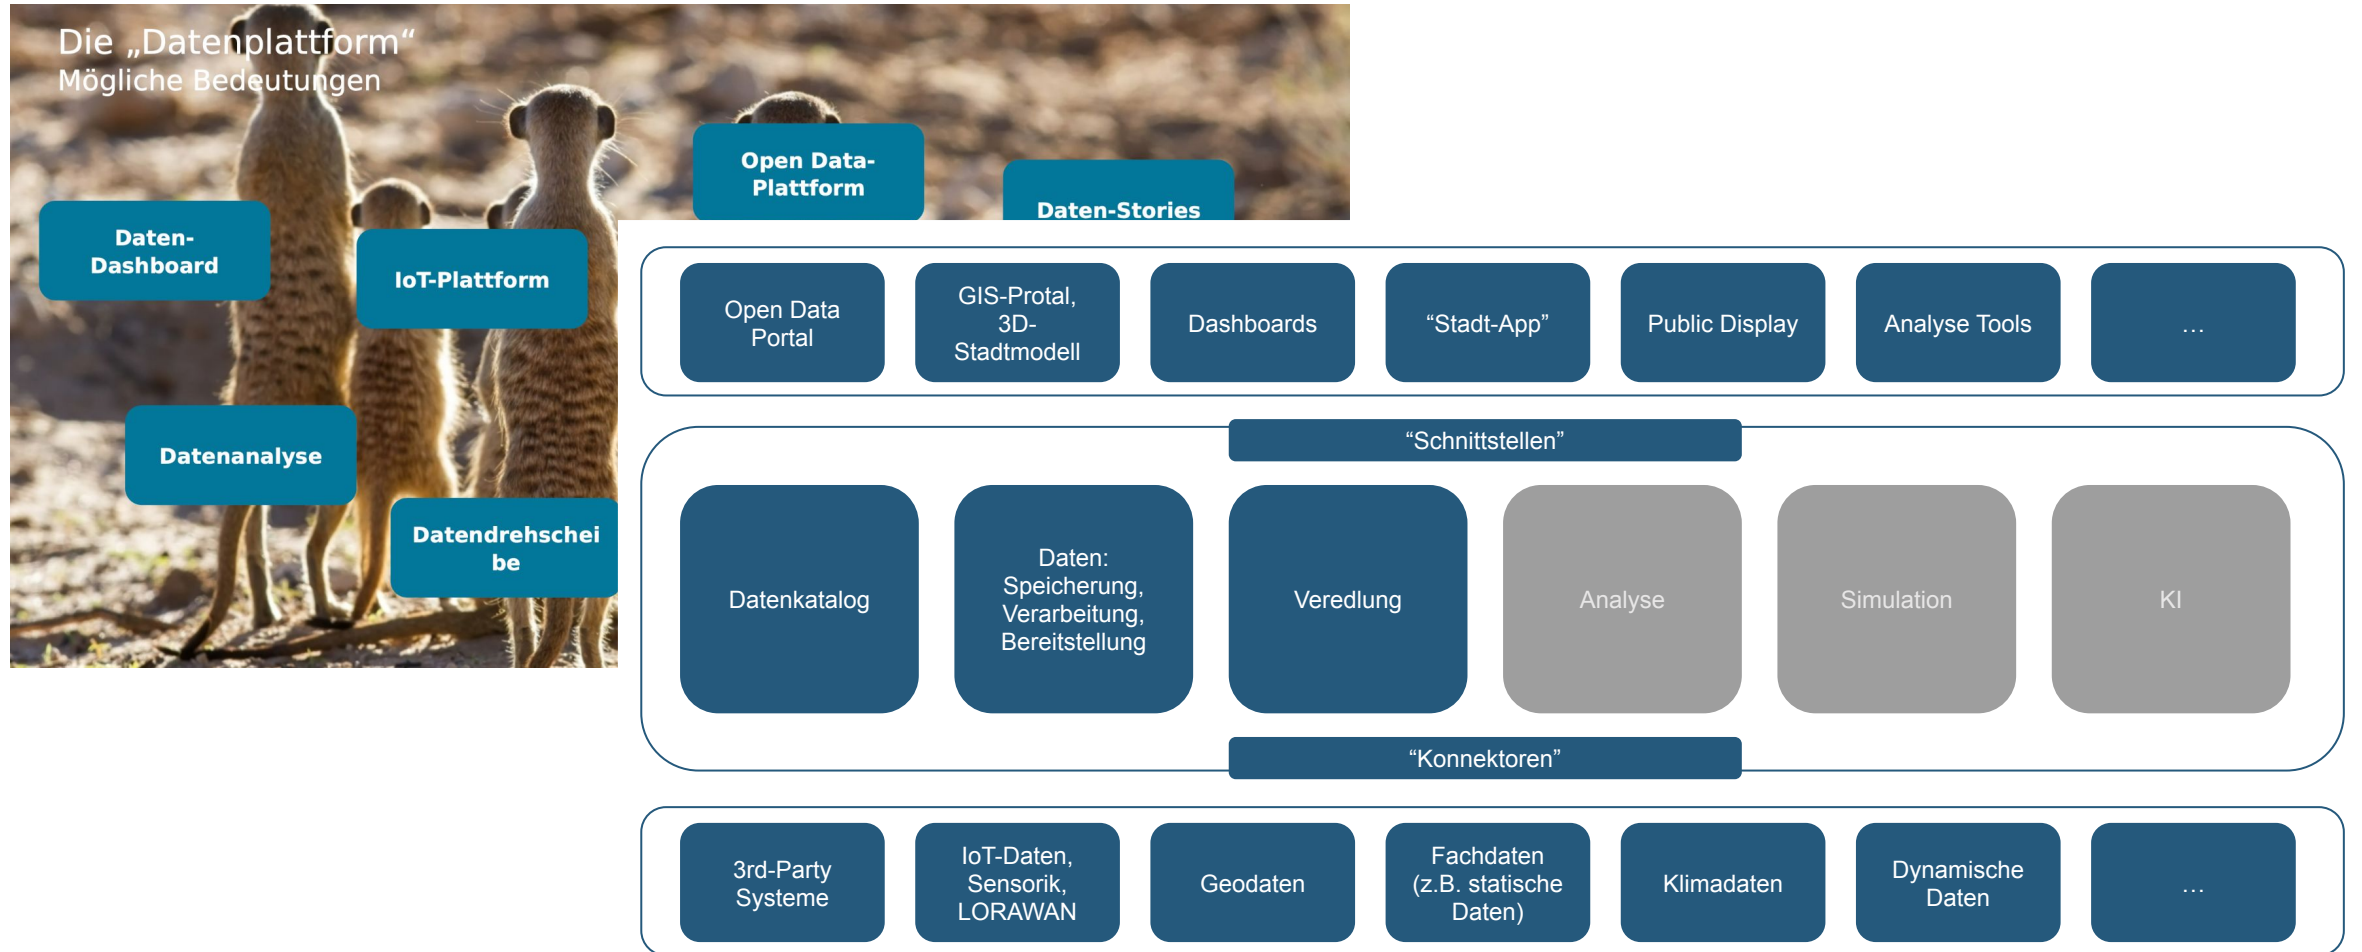 Die „Datenplattform“
Mögliche Bedeutungen
Open Data-
Plattform
Daten-Stories
Daten-
Dashboard
IoT-Plattform
Datenanalyse
Datendrehschei
be
Open Data
Portal
GIS-Protal,
3D-
Stadtmodell
Dashboards
“Stadt-App”
Public Display
Analyse Tools
…
“Schnittstellen”
Datenkatalog
Daten:
Speicherung,
Verarbeitung,
Bereitstellung
Veredlung
Analyse
Simulation
KI
“Konnektoren”
3rd-Party
Systeme
IoT-Daten,
Sensorik,
LORAWAN
Geodaten
Fachdaten
(z.B. statische
Daten)
Klimadaten
Dynamische
Daten
…